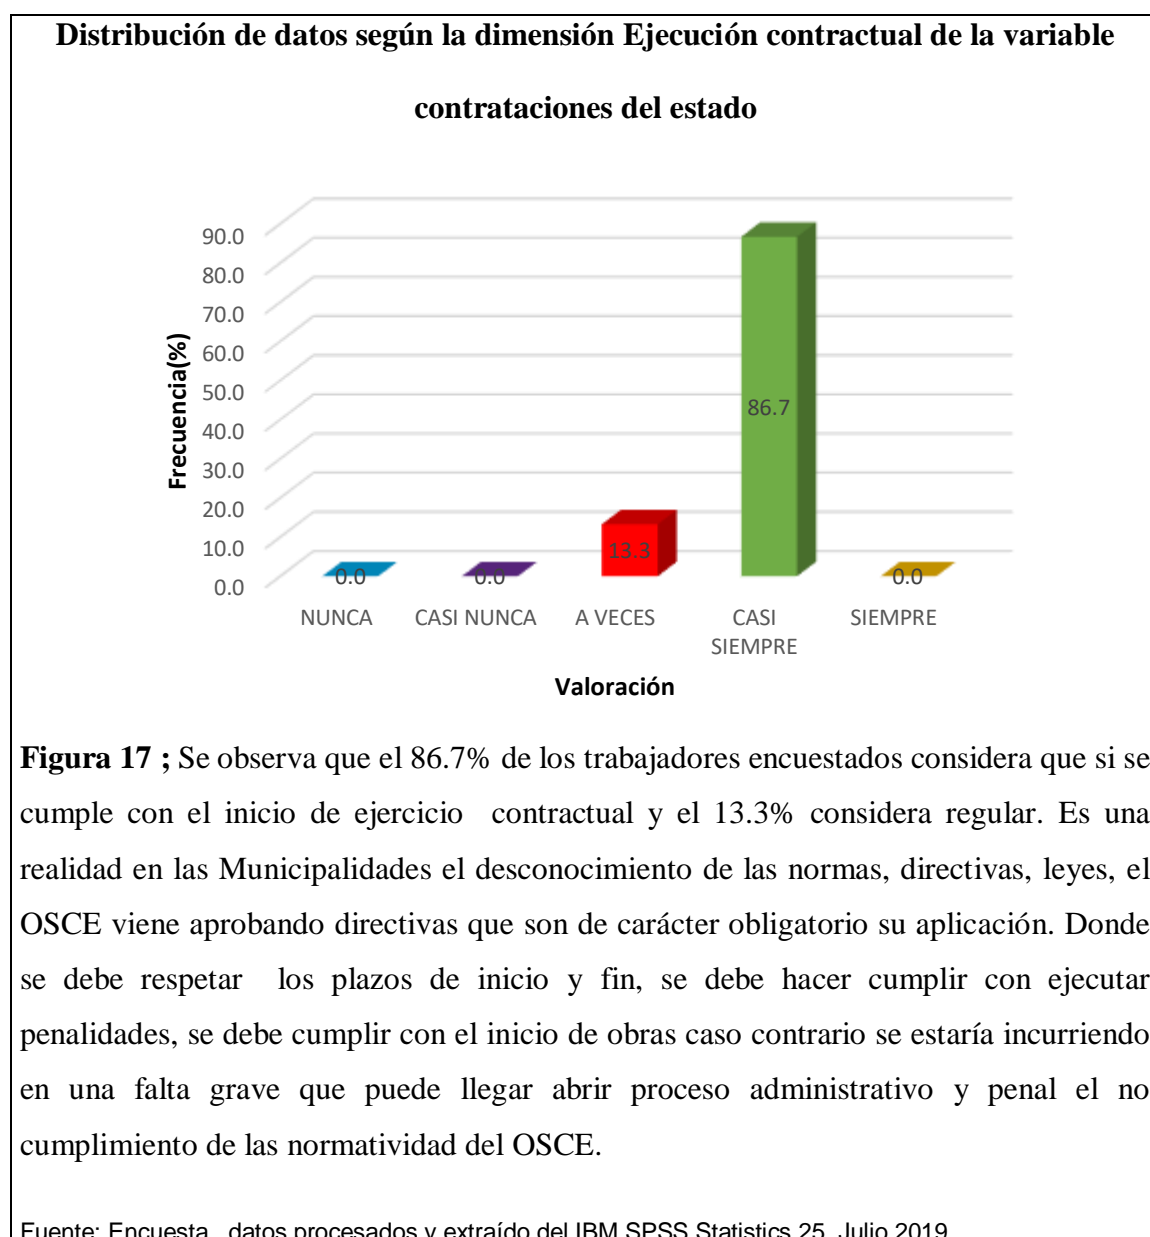 Distribución de datos según la dimensión Ejecución contractual de la variable
contrataciones del estado
90.0
80.0
70.0
60.0
50.0
40.0
30.0
20.0
10.0
0.0
Frecuencia(%)
0.0
0.0
13.3
86.7
0.0
NUNCA
CASI NUNCA
A VECES
CASI
SIEMPRE
SIEMPRE
Valoración
Figura 17 ; Se observa que el 86.7% de los trabajadores encuestados considera que si se
cumple con el inicio de ejercicio contractual y el 13.3% considera regular. Es una
realidad en las Municipalidades el desconocimiento de las normas, directivas, leyes, el
OSCE viene aprobando directivas que son de carácter obligatorio su aplicación. Donde
se debe respetar los plazos de inicio y fin, se debe hacer cumplir con ejecutar
penalidades, se debe cumplir con el inicio de obras caso contrario se estaría incurriendo
en una falta grave que puede llegar abrir proceso administrativo y penal el no
cumplimiento de las normatividad del OSCE.
Fuente: Encuesta , datos procesados y extraído del IBM SPSS Statistics 25, Julio 2019